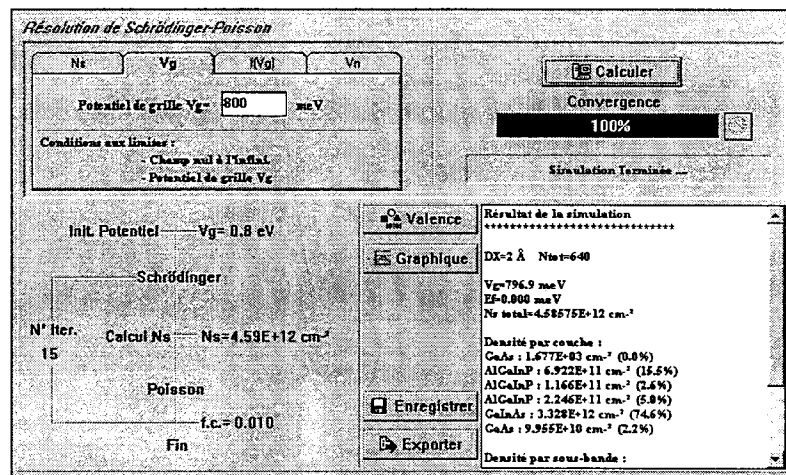 Résolution de Schrödinger-Poisson
Ns Vg I(Vg) Vn
Potentiel de grille Vg= 800 meV
Conditions aux limites :
- Champ nul à l'infini.
- Potentiel de grille Vg
Calculer
Convergence
100%
Simulation Terminée ...
Init. Potentiel Vg= 0.8 eV
Schrödinger
N° Iter.
15
Calcul Ns Ns=4.59E+12 cm-²
Poisson
f.c.= 0.010
Fin
Valence
Graphique
Enregistrer
Exporter
Résultat de la simulation
******************************
DX=2 Å Ntot=640
Vg=796.9 meV
Ef=0.000 meV
Ns total=4.58575E+12 cm-²
Densité par couche :
GaAs : 1.677E+03 cm-² (0.0%)
AlGaInP : 6.922E+11 cm-² (15.5%)
AlGaInP : 1.166E+11 cm-² (2.6%)
AlGaInP : 2.246E+11 cm-² (5.0%)
GaInAs : 3.328E+12 cm-² (74.6%)
GaAs : 9.955E+10 cm-² (2.2%)
Densité par sous-bande :